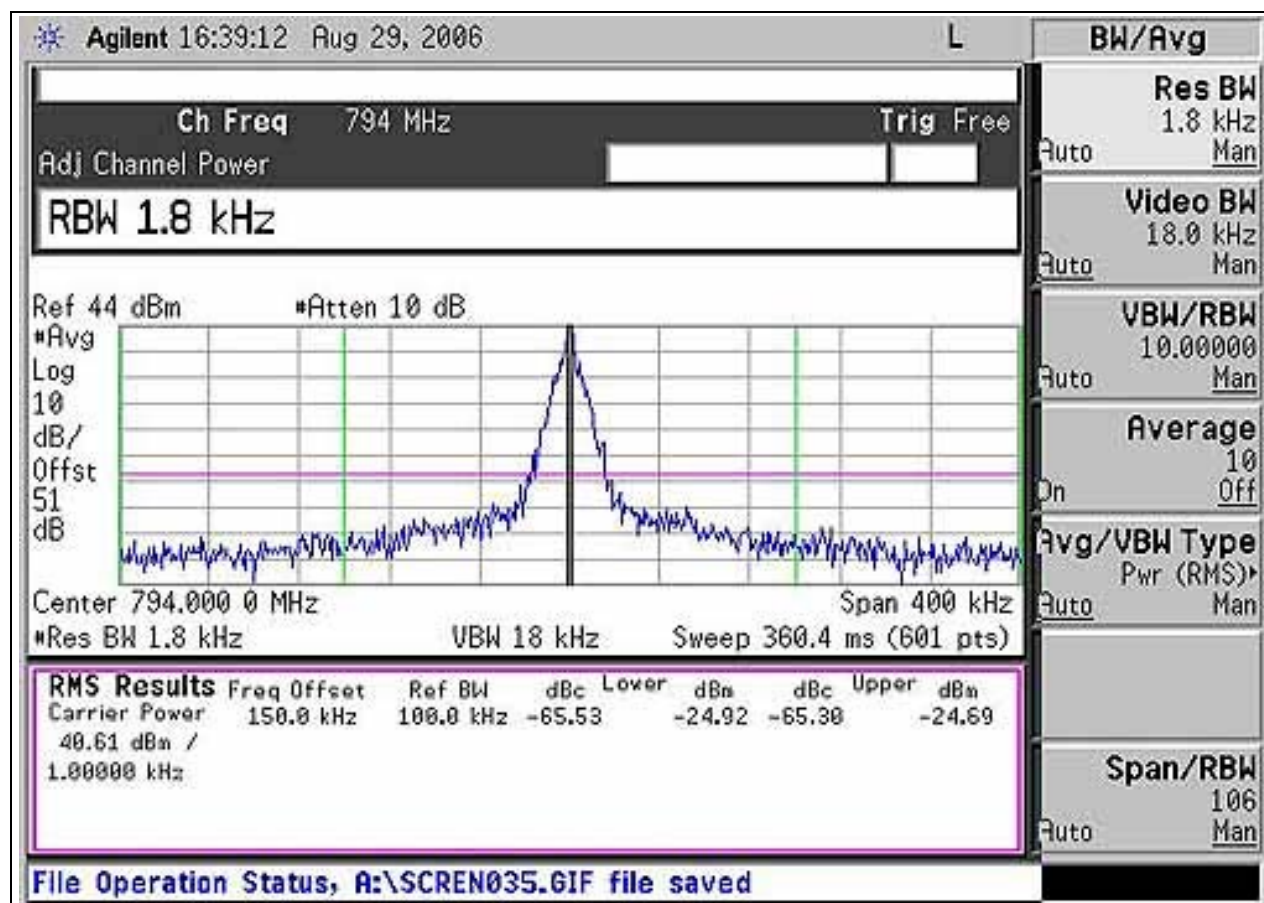 Agilent 16:39:12 Aug 29, 2006 L
Ch Freq 794 MHz Trig Free
Adj Channel Power
RBW 1.8 kHz
Ref 44 dBm #Atten 10 dB
#Avg
Log
10
dB/
Offst
51
dB
Center 794.000 0 MHz Span 400 kHz
#Res BW 1.8 kHz VBW 18 kHz Sweep 360.4 ms (601 pts)
RMS Results Freq Offset Ref BW dBc Lower dBm dBc Upper dBm
Carrier Power 150.0 kHz 100.0 kHz -65.53 -24.92 -65.30 -24.69
40.61 dBm /
1.00000 kHz
File Operation Status, A:\SCREN035.GIF file saved
BW/Avg
Res BW
1.8 kHz
Auto Man
Video BW
18.0 kHz
Auto Man
VBW/RBW
10.00000
Auto Man
Average
10
On Off
Avg/VBW Type
Pwr (RMS)
Auto Man
Span/RBW
106
Auto Man